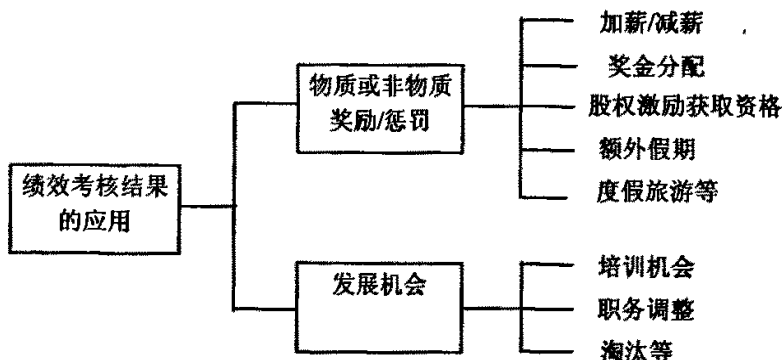 加薪/减薪
奖金分配
股权激励获取资格
额外假期
度假旅游等
物质或非物质
奖励/惩罚
绩效考核结果
的应用
发展机会
培训机会
职务调整
淘汰等